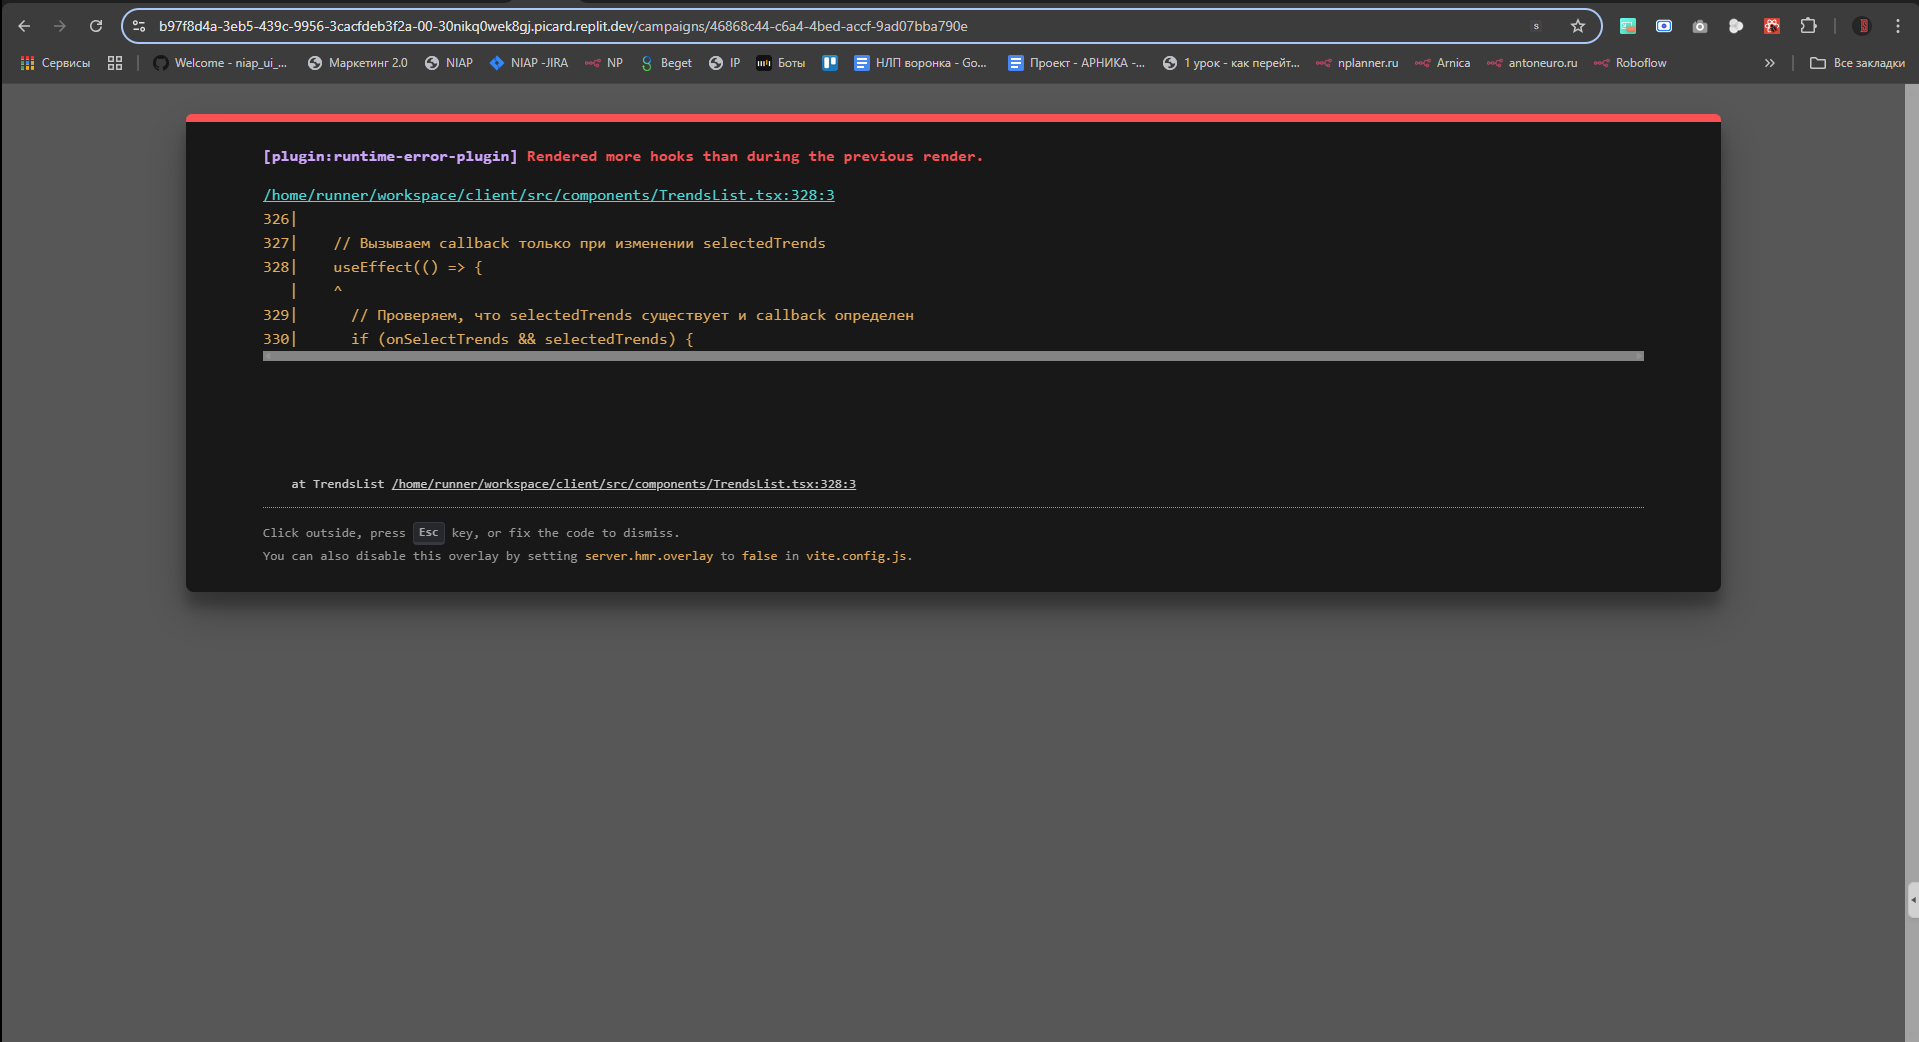 b97f8d4a-3eb5-439c-9956-3cacfdeb3f2a-00-30nikq0wek8gj.picard.replit.dev/campaigns/46868c44-c6a4-4bed-accf-9ad07bba790e
Сервисы Welcome - niap_ui_... Маркетинг 2.0 NIAP NIAP -JIRA NP Beget IP Боты НЛП воронка - Go... Проект - АРНИКА -... 1 урок - как перейт... nplanner.ru Arnica antoneuro.ru Roboflow » Все закладки
[plugin:runtime-error-plugin] Rendered more hooks than during the previous render.
/home/runner/workspace/client/src/components/TrendsList.tsx:328:3
326|
327|    // Вызываем callback только при изменении selectedTrends
328|    useEffect(() => {
   |    ^
329|      // Проверяем, что selectedTrends существует и callback определен
330|      if (onSelectTrends && selectedTrends) {
at TrendsList /home/runner/workspace/client/src/components/TrendsList.tsx:328:3
Click outside, press Esc key, or fix the code to dismiss.
You can also disable this overlay by setting server.hmr.overlay to false in vite.config.js.